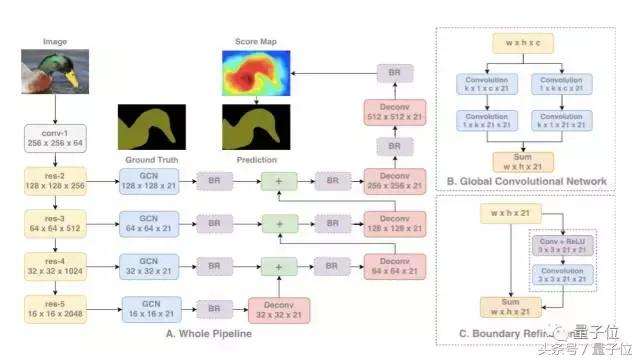 Image
Score Map
conv-1
256 x 256 x 64
Ground Truth
Prediction
BR
Deconv
512 x 512 x 21
BR
res-2
128 x 128 x 256
GCN
128 x 128 x 21
BR
+
BR
Deconv
256 x 256 x 21
res-3
64 x 64 x 512
GCN
64 x 64 x 21
BR
+
BR
Deconv
128 x 128 x 21
res-4
32 x 32 x 1024
GCN
32 x 32 x 21
BR
+
BR
Deconv
64 x 64 x 21
res-5
16 x 16 x 2048
GCN
16 x 16 x 21
BR
Deconv
32 x 32 x 21
A. Whole Pipeline
w x h x c
Convolution
k x 1 x c x 21
Convolution
1 x k x c x 21
Convolution
1 x k x 21 x 21
Convolution
k x 1 x 21 x 21
Sum
w x h x 21
B. Global Convolutional Network
w x h x 21
Conv + ReLU
3 x 3 x 21 x 21
Convolution
3 x 3 x 21 x 21
Sum
w x h x 21
C. Boundary Refinem
量子位
头条号 / 量子位